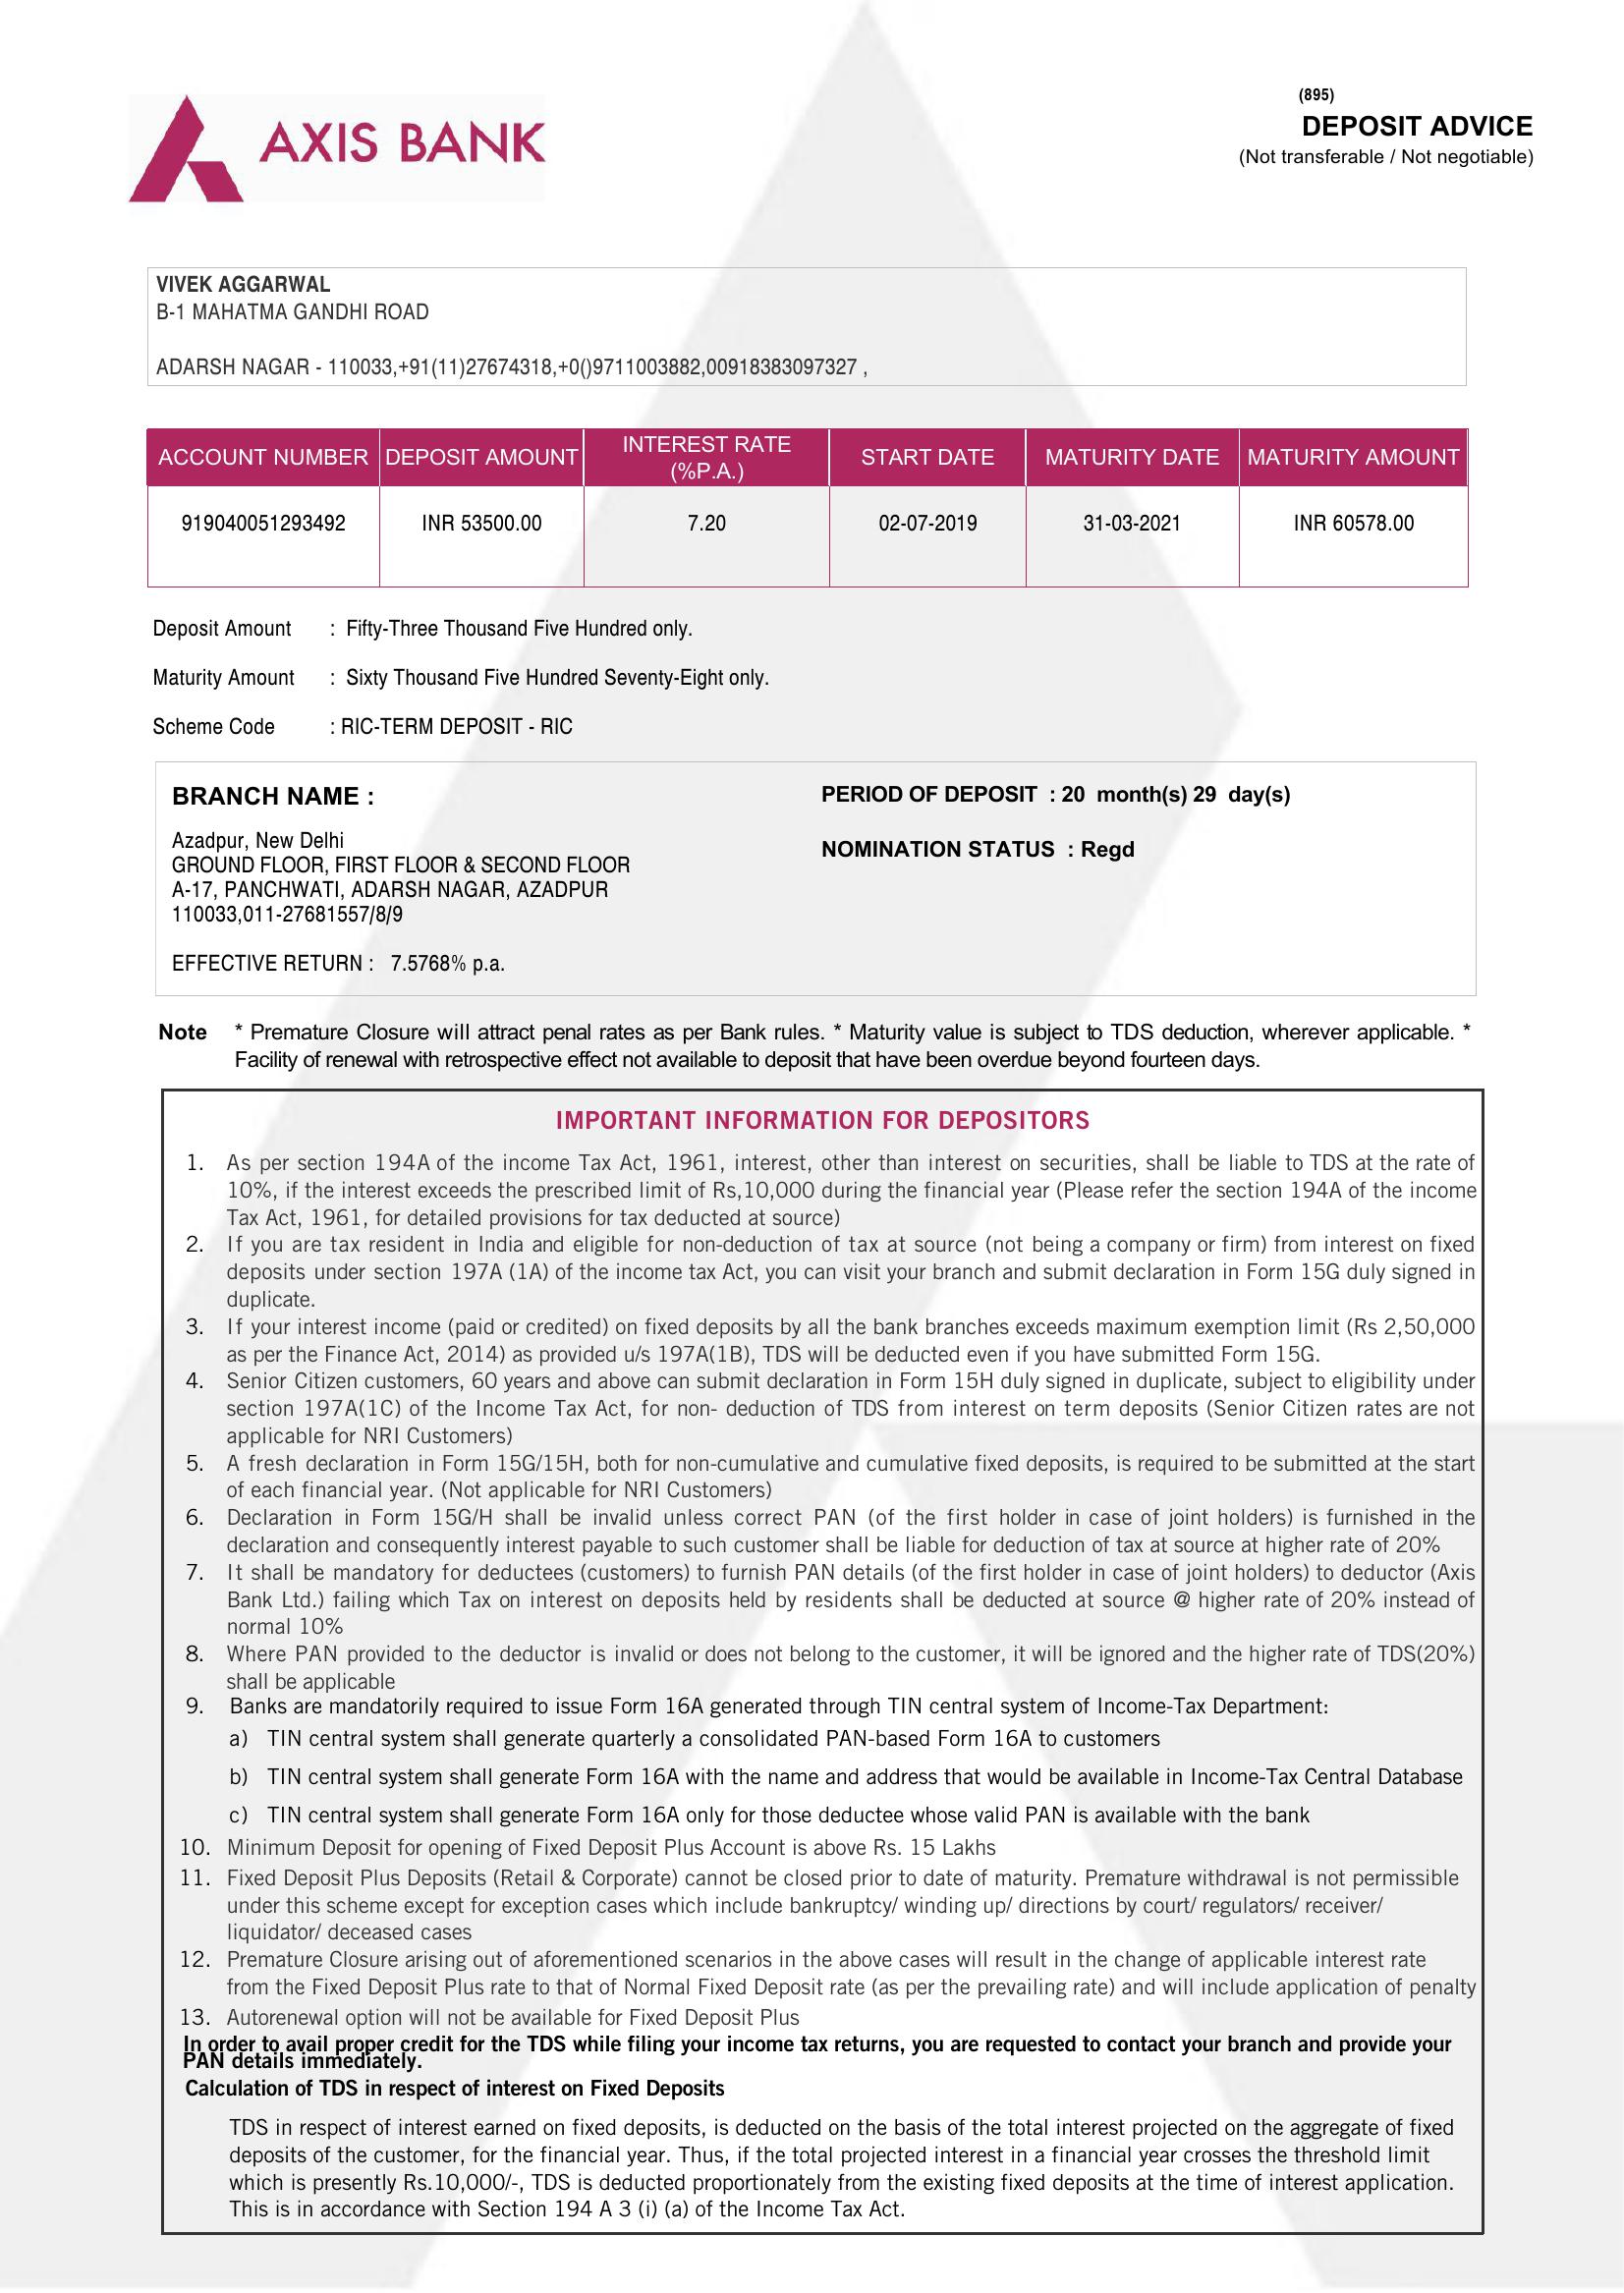 (895)
AXIS BANK
DEPOSIT ADVICE
(Not transferable / Not negotiable)
VIVEK AGGARWAL
B-1 MAHATMA GANDHI ROAD
ADARSH NAGAR - 110033,+91(11)27674318,+0()9711003882,00918383097327 ,
ACCOUNT NUMBER DEPOSIT AMOUNT INTEREST RATE (%P.A.) START DATE MATURITY DATE MATURITY AMOUNT
919040051293492 INR 53500.00 7.20 02-07-2019 31-03-2021 INR 60578.00
Deposit Amount : Fifty-Three Thousand Five Hundred only.
Maturity Amount : Sixty Thousand Five Hundred Seventy-Eight only.
Scheme Code : RIC-TERM DEPOSIT - RIC
BRANCH NAME :
Azadpur, New Delhi
GROUND FLOOR, FIRST FLOOR & SECOND FLOOR
A-17, PANCHWATI, ADARSH NAGAR, AZADPUR
110033,011-27681557/8/9
EFFECTIVE RETURN : 7.5768% p.a.
PERIOD OF DEPOSIT : 20 month(s) 29 day(s)
NOMINATION STATUS : Regd
Note * Premature Closure will attract penal rates as per Bank rules. * Maturity value is subject to TDS deduction, wherever applicable. *
Facility of renewal with retrospective effect not available to deposit that have been overdue beyond fourteen days.
IMPORTANT INFORMATION FOR DEPOSITORS
1. As per section 194A of the income Tax Act, 1961, interest, other than interest on securities, shall be liable to TDS at the rate of
10%, if the interest exceeds the prescribed limit of Rs,10,000 during the financial year (Please refer the section 194A of the income
Tax Act, 1961, for detailed provisions for tax deducted at source)
2. If you are tax resident in India and eligible for non-deduction of tax at source (not being a company or firm) from interest on fixed
deposits under section 197A (1A) of the income tax Act, you can visit your branch and submit declaration in Form 15G duly signed in
duplicate.
3. If your interest income (paid or credited) on fixed deposits by all the bank branches exceeds maximum exemption limit (Rs 2,50,000
as per the Finance Act, 2014) as provided u/s 197A(1B), TDS will be deducted even if you have submitted Form 15G.
4. Senior Citizen customers, 60 years and above can submit declaration in Form 15H duly signed in duplicate, subject to eligibility under
section 197A(1C) of the Income Tax Act, for non- deduction of TDS from interest on term deposits (Senior Citizen rates are not
applicable for NRI Customers)
5. A fresh declaration in Form 15G/15H, both for non-cumulative and cumulative fixed deposits, is required to be submitted at the start
of each financial year. (Not applicable for NRI Customers)
6. Declaration in Form 15G/H shall be invalid unless correct PAN (of the first holder in case of joint holders) is furnished in the
declaration and consequently interest payable to such customer shall be liable for deduction of tax at source at higher rate of 20%
7. It shall be mandatory for deductees (customers) to furnish PAN details (of the first holder in case of joint holders) to deductor (Axis
Bank Ltd.) failing which Tax on interest on deposits held by residents shall be deducted at source @ higher rate of 20% instead of
normal 10%
8. Where PAN provided to the deductor is invalid or does not belong to the customer, it will be ignored and the higher rate of TDS(20%)
shall be applicable
9. Banks are mandatorily required to issue Form 16A generated through TIN central system of Income-Tax Department:
a) TIN central system shall generate quarterly a consolidated PAN-based Form 16A to customers
b) TIN central system shall generate Form 16A with the name and address that would be available in Income-Tax Central Database
c) TIN central system shall generate Form 16A only for those deductee whose valid PAN is available with the bank
10. Minimum Deposit for opening of Fixed Deposit Plus Account is above Rs. 15 Lakhs
11. Fixed Deposit Plus Deposits (Retail & Corporate) cannot be closed prior to date of maturity. Premature withdrawal is not permissible
under this scheme except for exception cases which include bankruptcy/ winding up/ directions by court/ regulators/ receiver/
liquidator/ deceased cases
12. Premature Closure arising out of aforementioned scenarios in the above cases will result in the change of applicable interest rate
from the Fixed Deposit Plus rate to that of Normal Fixed Deposit rate (as per the prevailing rate) and will include application of penalty
13. Autorenewal option will not be available for Fixed Deposit Plus
In order to avail proper credit for the TDS while filing your income tax returns, you are requested to contact your branch and provide your
PAN details immediately.
Calculation of TDS in respect of interest on Fixed Deposits
TDS in respect of interest earned on fixed deposits, is deducted on the basis of the total interest projected on the aggregate of fixed
deposits of the customer, for the financial year. Thus, if the total projected interest in a financial year crosses the threshold limit
which is presently Rs.10,000/-, TDS is deducted proportionately from the existing fixed deposits at the time of interest application.
This is in accordance with Section 194 A 3 (i) (a) of the Income Tax Act.